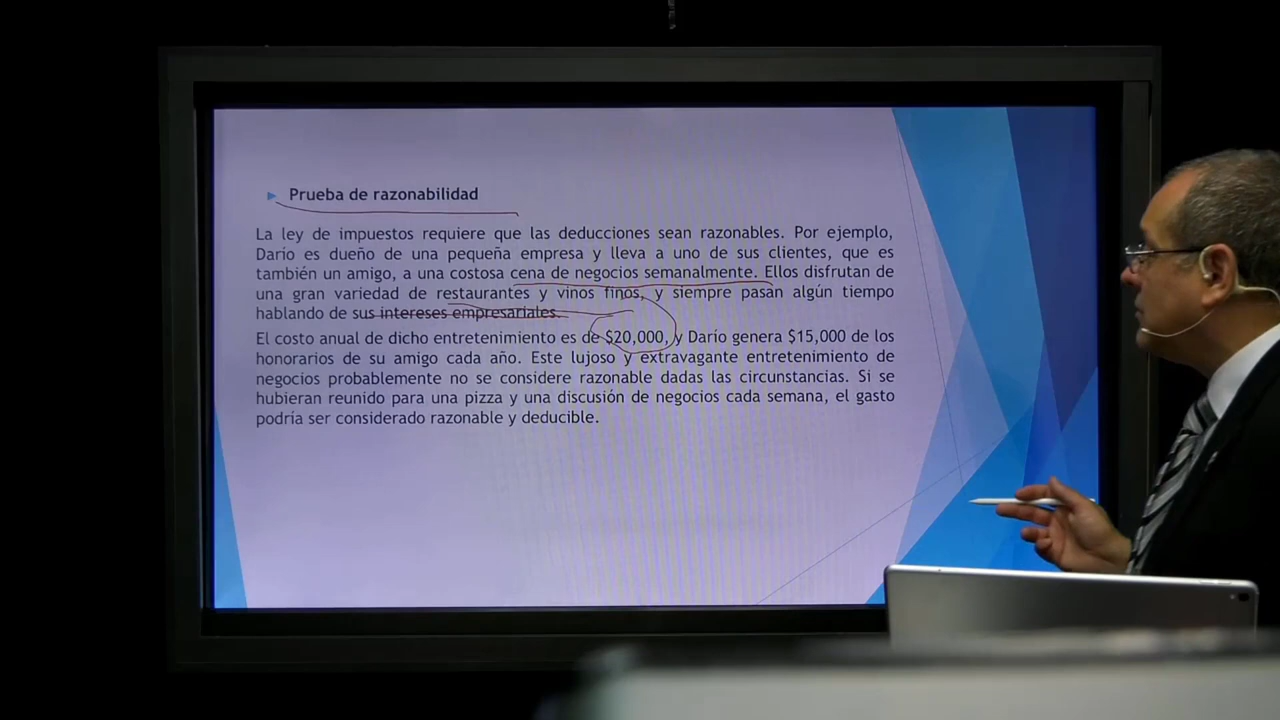 Prueba de razonabilidad
La ley de impuestos requiere que las deducciones sean razonables. Por ejemplo,
Darío es dueño de una pequeña empresa y lleva a uno de sus clientes, que es
también un amigo, a una costosa cena de negocios semanalmente. Ellos disfrutan de
una gran variedad de restaurantes y vinos finos, y siempre pasan algún tiempo
hablando de sus intereses empresariales.
El costo anual de dicho entretenimiento es de $20,000, y Darío genera $15,000 de los
honorarios de su amigo cada año. Este lujoso y extravagante entretenimiento de
negocios probablemente no se considere razonable dadas las circunstancias. Si se
hubieran reunido para una pizza y una discusión de negocios cada semana, el gasto
podría ser considerado razonable y deducible.